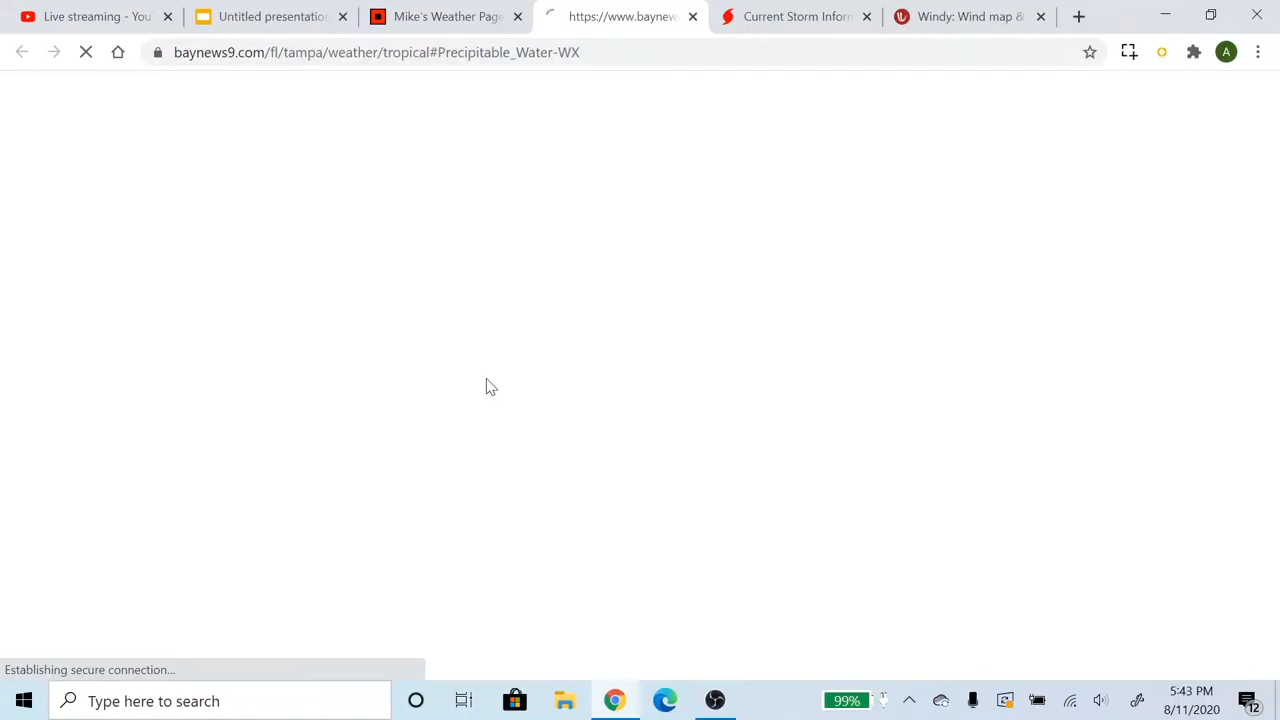 Live streaming - You
Untitled presentation
Mike's Weather Page
https://www.baynew
Current Storm Inform
Windy: Wind map &
baynews9.com/fl/tampa/weather/tropical#Precipitable_Water-WX
A
Establishing secure connection...
Type here to search
99%
5:43 PM
8/11/2020
12